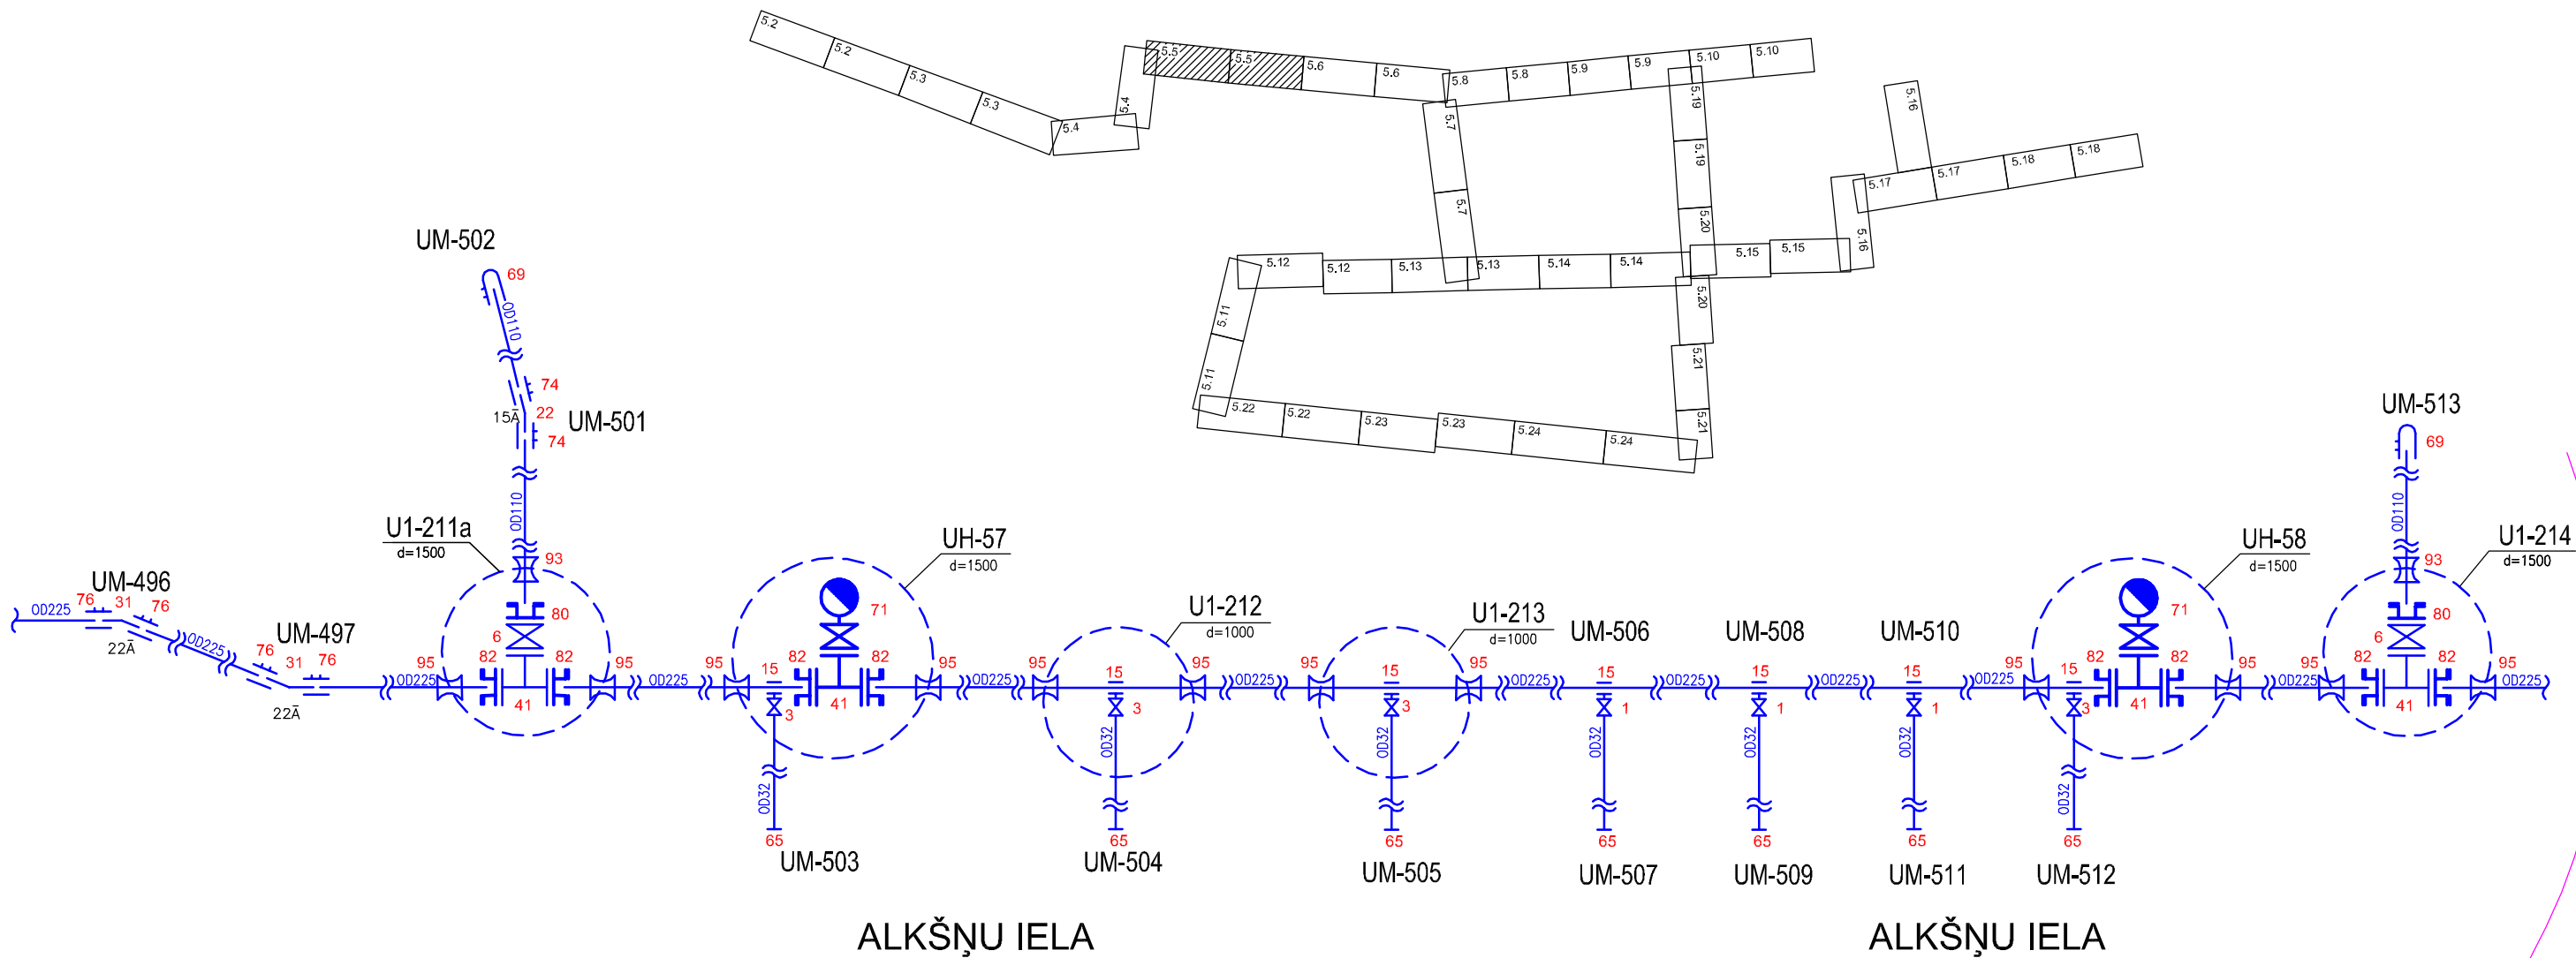 5.2
5.2
5.3
5.3
5.4
5.4
5.5
5.5
5.6
5.6
5.8
5.8
5.9
5.9
5.10
5.10
5.7
5.7
5.19
5.19
5.20
5.16
5.17
5.17
5.18
5.18
5.16
5.12
5.12
5.13
5.13
5.14
5.14
5.15
5.15
5.20
5.21
5.21
5.11
5.11
5.22
5.22
5.23
5.23
5.24
5.24
UM-502
69
OD110
74
15Ā
22
UM-501
74
OD110
U1-211a
d=1500
93
80
6
82
82
95
95
41
UM-496
OD225
76
31
76
22Ā
OD225
UM-497
76
31
76
22Ā
OD225
OD225
UH-57
d=1500
71
95
15
82
82
95
3
41
OD32
65
UM-503
OD225
U1-212
d=1000
95
15
95
3
OD32
65
UM-504
OD225
U1-213
d=1000
95
15
95
3
OD32
65
UM-505
OD225
UM-506
15
1
OD32
65
UM-507
OD225
UM-508
15
1
OD32
65
UM-509
OD225
UM-510
15
1
OD32
65
UM-511
OD225
UH-58
d=1500
71
95
15
82
82
95
3
41
OD32
65
UM-512
OD225
UM-513
69
OD110
U1-214
d=1500
93
80
6
95
82
82
95
41
OD225
ALKŠŅU IELA
ALKŠŅU IELA